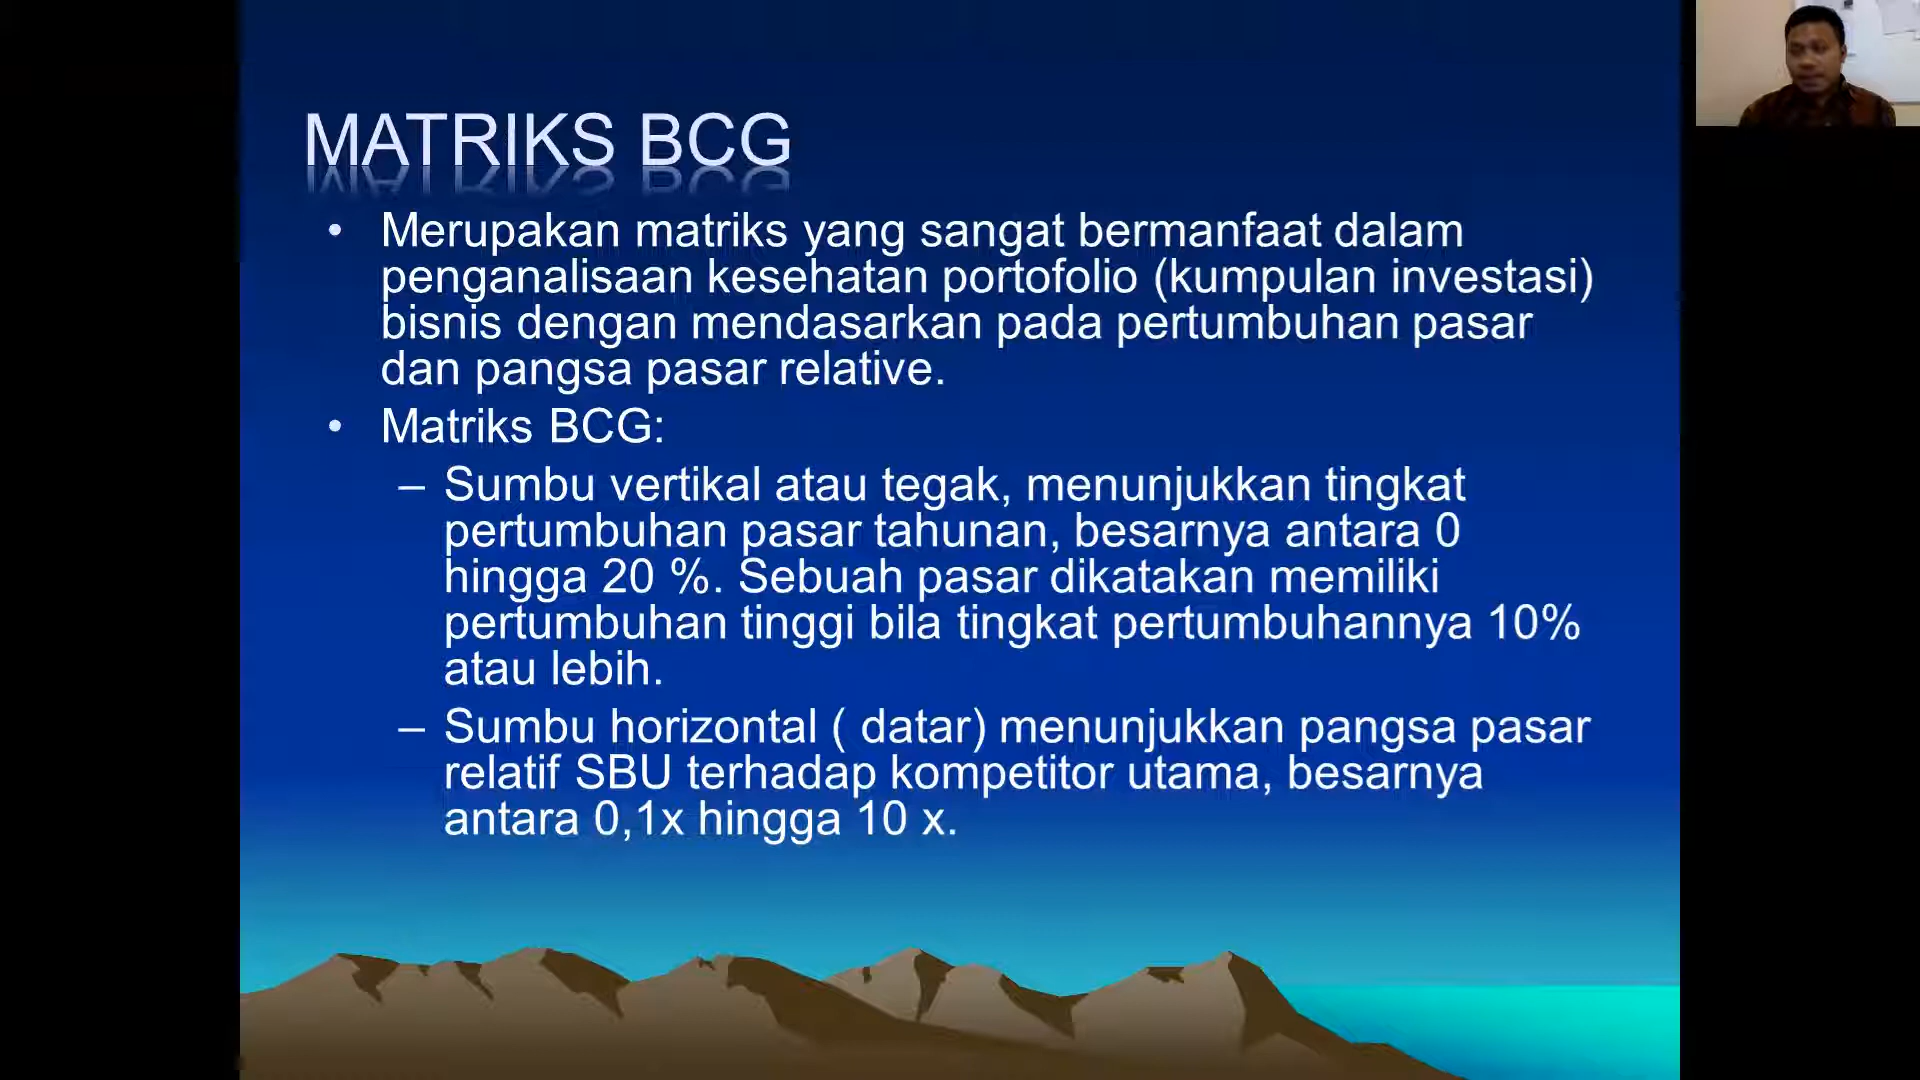 MATRIKS BCG
• Merupakan matriks yang sangat bermanfaat dalam
penganalisaan kesehatan portofolio (kumpulan investasi)
bisnis dengan mendasarkan pada pertumbuhan pasar
dan pangsa pasar relative.
• Matriks BCG:
– Sumbu vertikal atau tegak, menunjukkan tingkat
pertumbuhan pasar tahunan, besarnya antara 0
hingga 20 %. Sebuah pasar dikatakan memiliki
pertumbuhan tinggi bila tingkat pertumbuhannya 10%
atau lebih.
– Sumbu horizontal ( datar) menunjukkan pangsa pasar
relatif SBU terhadap kompetitor utama, besarnya
antara 0,1x hingga 10 x.